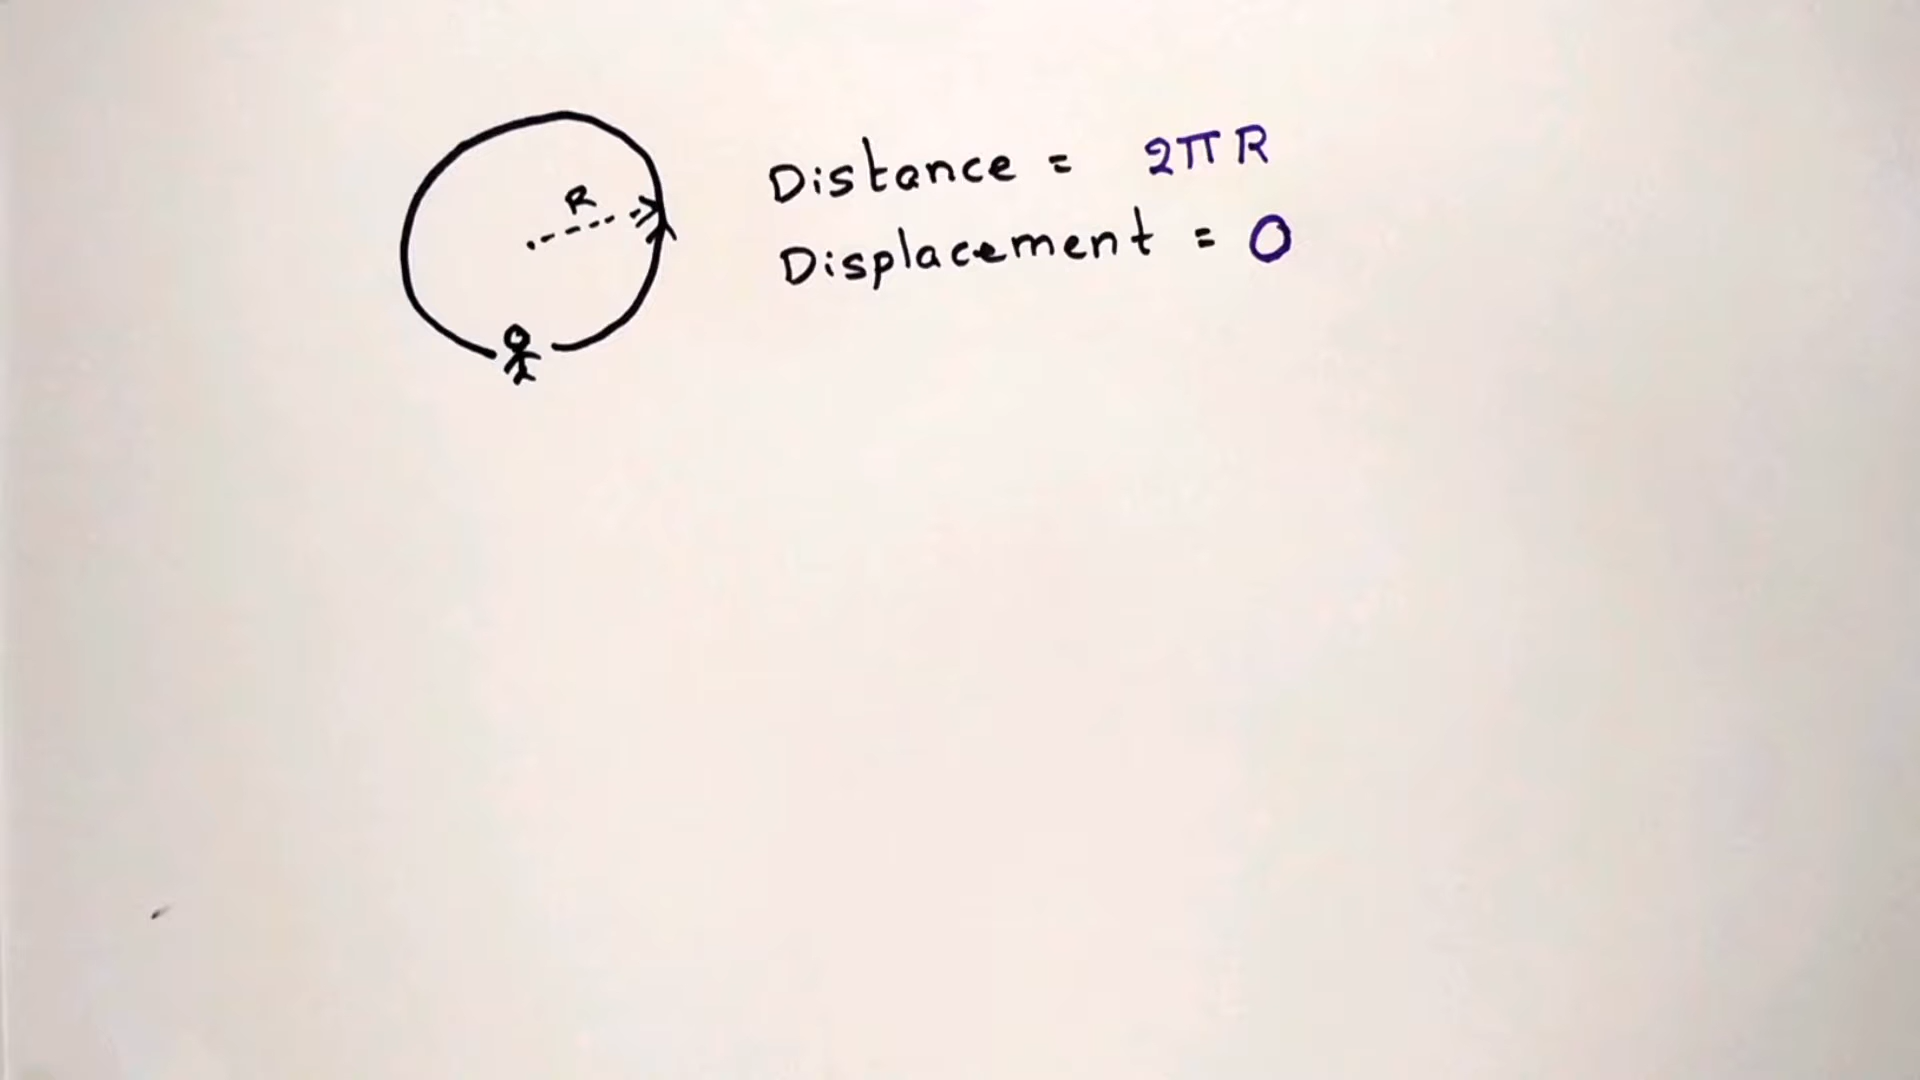 R
Distance = 2πR
Displacement = 0